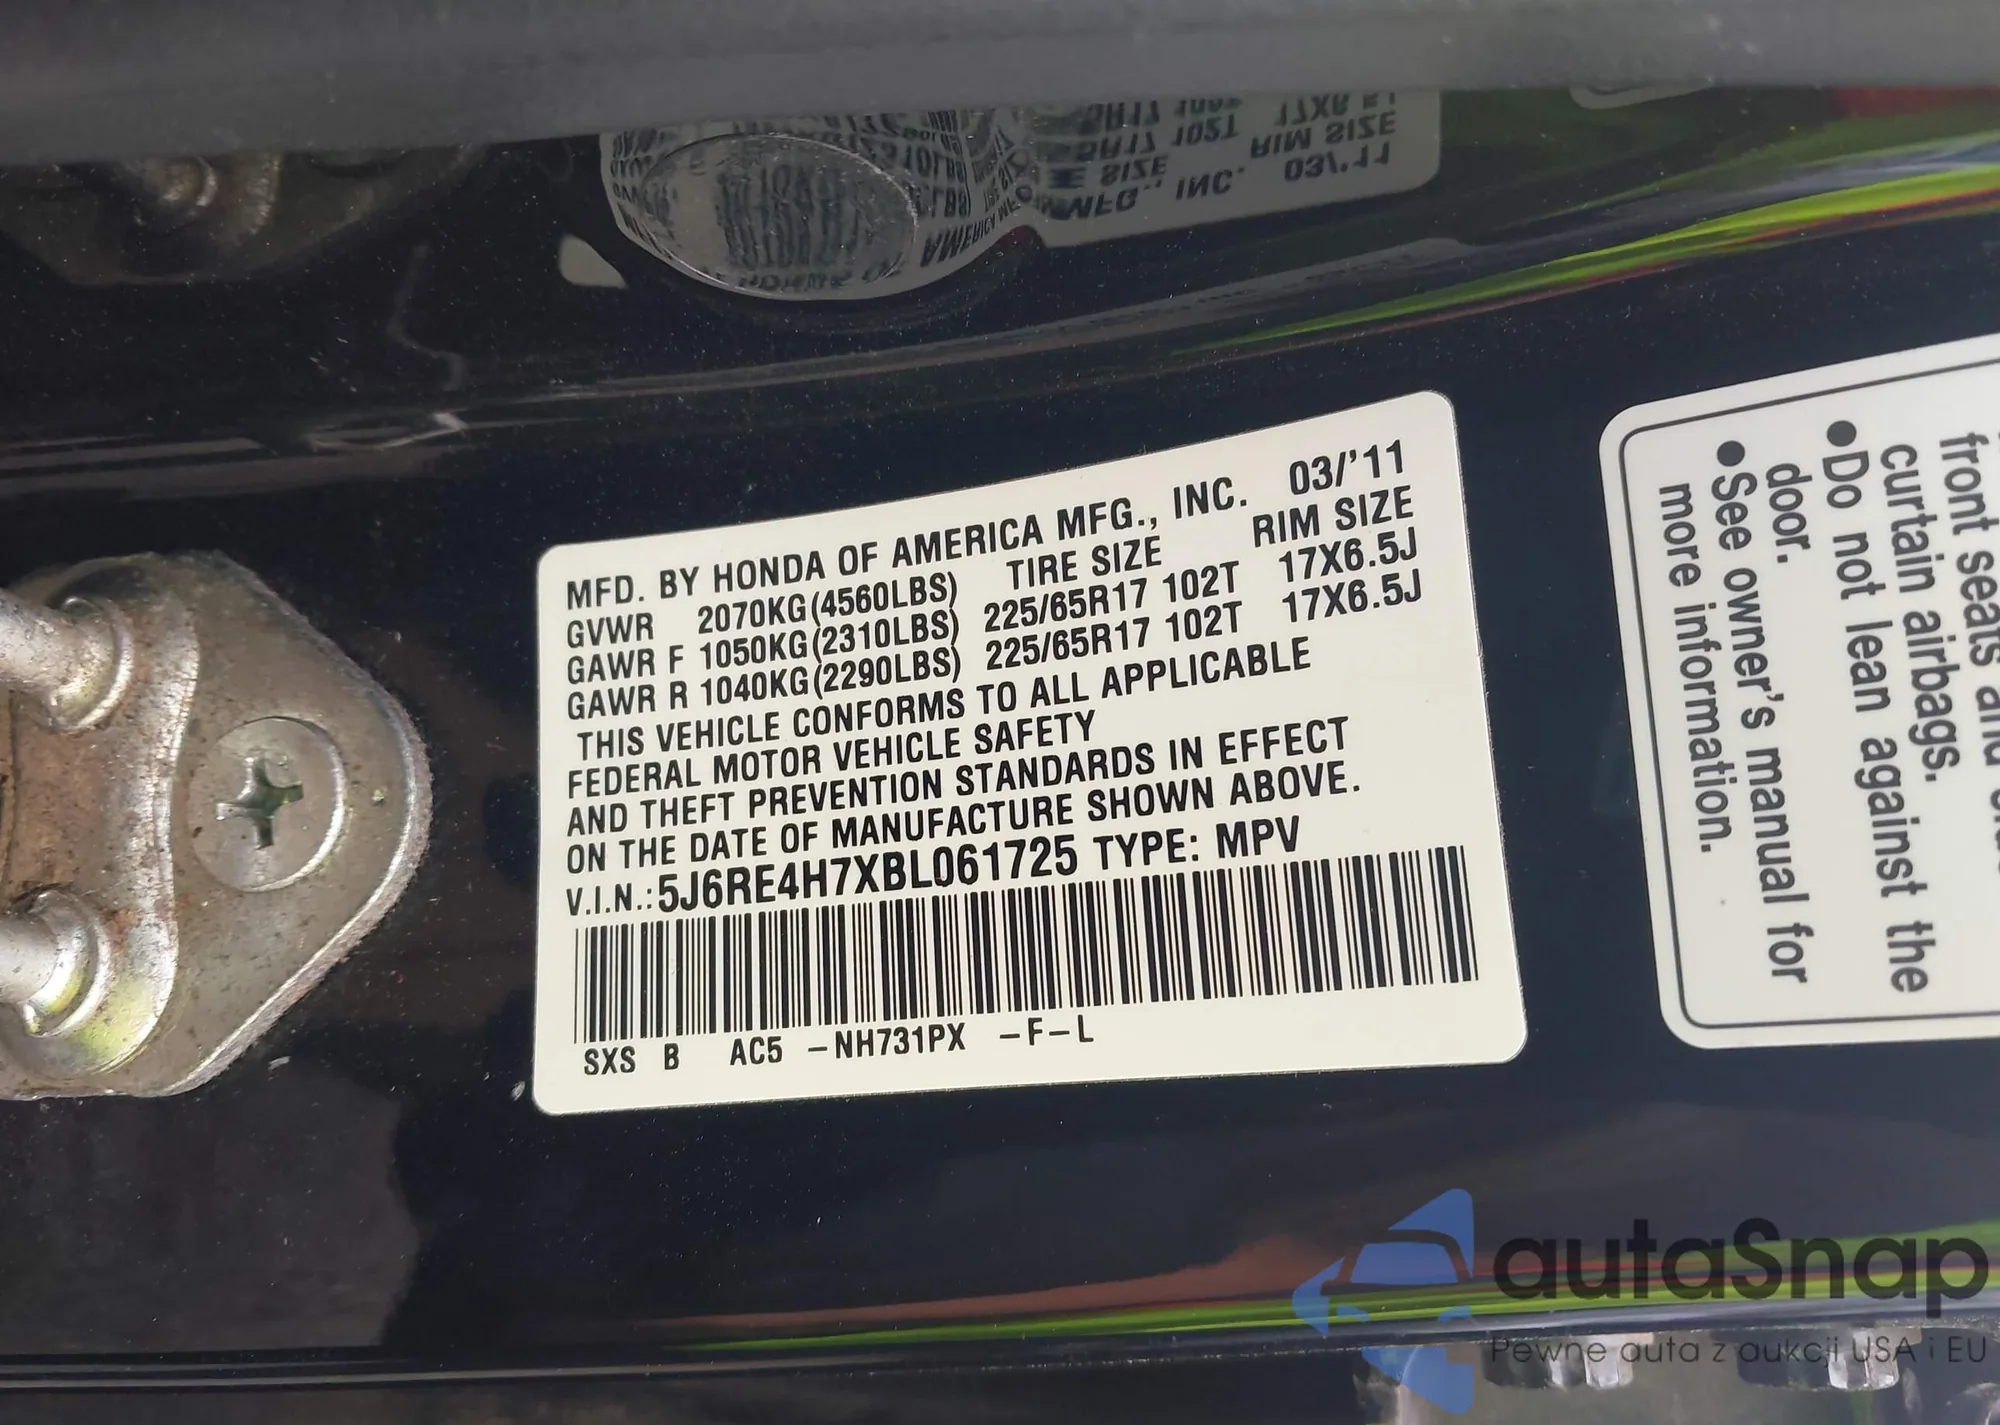 MFD. BY HONDA OF AMERICA MFG., INC. 03/'11
GVWR 2070KG(4560LBS) TIRE SIZE RIM SIZE
GAWR F 1050KG(2310LBS) 225/65R17 102T 17X6.5J
GAWR R 1040KG(2290LBS) 225/65R17 102T 17X6.5J
THIS VEHICLE CONFORMS TO ALL APPLICABLE
FEDERAL MOTOR VEHICLE SAFETY
AND THEFT PREVENTION STANDARDS IN EFFECT
ON THE DATE OF MANUFACTURE SHOWN ABOVE.
V.I.N.: 5J6RE4H7XBL061725 TYPE: MPV
SXS B AC5 -NH731PX -F-L
front seats and
curtain airbags.
●Do not lean against the
door.
●See owner's manual for
more information.
autaSnap
Pewne auta z aukcji USA i EU